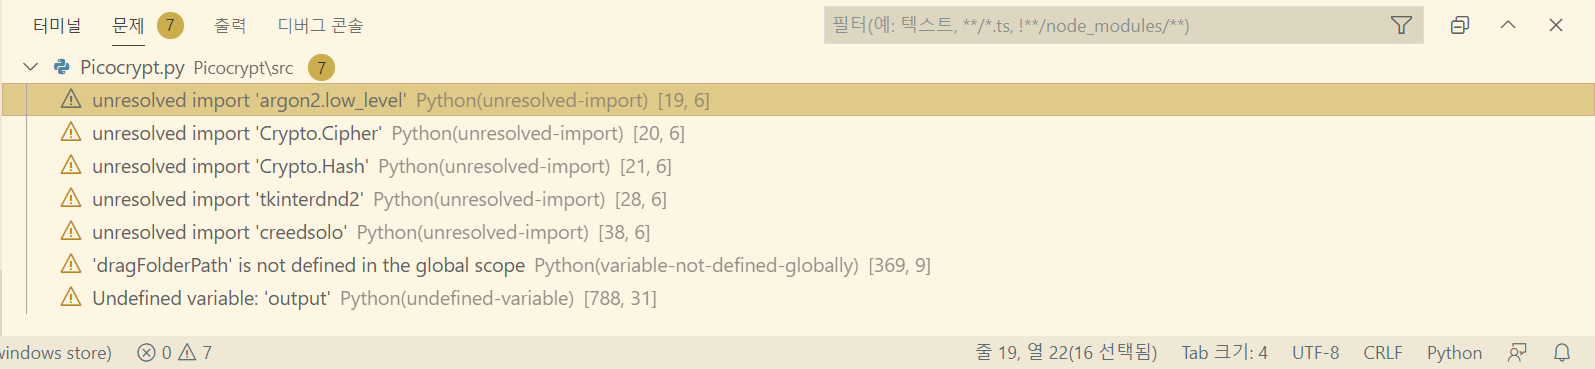 터미널 문제 7 출력 디버그 콘솔 필터(예: 텍스트, **/*.ts, !**/node_modules/**)
Picocrypt.py Picocrypt\src 7
unresolved import 'argon2.low_level' Python(unresolved-import) [19, 6]
unresolved import 'Crypto.Cipher' Python(unresolved-import) [20, 6]
unresolved import 'Crypto.Hash' Python(unresolved-import) [21, 6]
unresolved import 'tkinterdnd2' Python(unresolved-import) [28, 6]
unresolved import 'creedsolo' Python(unresolved-import) [38, 6]
'dragFolderPath' is not defined in the global scope Python(variable-not-defined-globally) [369, 9]
Undefined variable: 'output' Python(undefined-variable) [788, 31]
windows store) 0 7 줄 19, 열 22(16 선택됨) Tab 크기: 4 UTF-8 CRLF Python